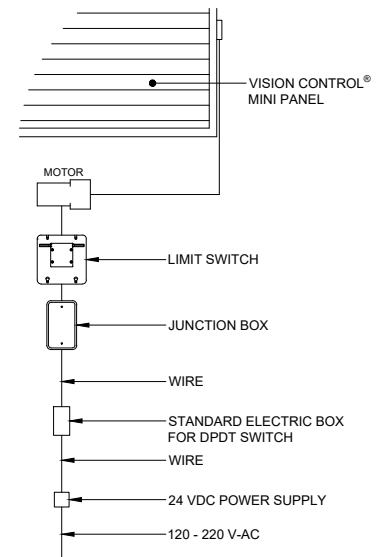 VISION CONTROL®
MINI PANEL
MOTOR
LIMIT SWITCH
JUNCTION BOX
WIRE
STANDARD ELECTRIC BOX
FOR DPDT SWITCH
WIRE
24 VDC POWER SUPPLY
120 - 220 V-AC